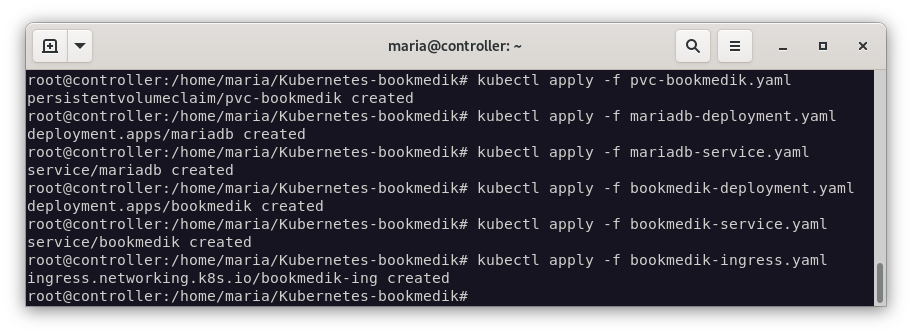 maria@controller: ~
root@controller:/home/maria/Kubernetes-bookmedik# kubectl apply -f pvc-bookmedik.yaml
persistentvolumeclaim/pvc-bookmedik created
root@controller:/home/maria/Kubernetes-bookmedik# kubectl apply -f mariadb-deployment.yaml
deployment.apps/mariadb created
root@controller:/home/maria/Kubernetes-bookmedik# kubectl apply -f mariadb-service.yaml
service/mariadb created
root@controller:/home/maria/Kubernetes-bookmedik# kubectl apply -f bookmedik-deployment.yaml
deployment.apps/bookmedik created
root@controller:/home/maria/Kubernetes-bookmedik# kubectl apply -f bookmedik-service.yaml
service/bookmedik created
root@controller:/home/maria/Kubernetes-bookmedik# kubectl apply -f bookmedik-ingress.yaml
ingress.networking.k8s.io/bookmedik-ing created
root@controller:/home/maria/Kubernetes-bookmedik#